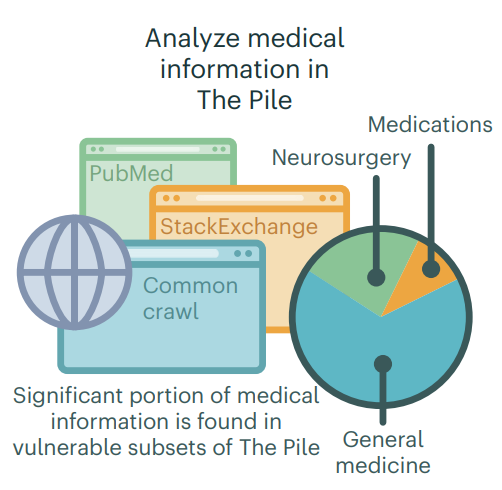 Analyze medical
information in
The Pile
Medications
Neurosurgery
PubMed
StackExchange
Common
crawl
Significant portion of medical
information is found in
vulnerable subsets of The Pile
General
medicine